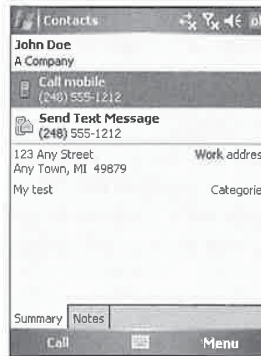 Contacts
ok
John Doe
A Company
Call mobile
(248) 555-1212
Send Text Message
(248) 555-1212
123 Any Street Work addres
Any Town, MI 49879
My test Categorie
Summary Notes
Call Menu